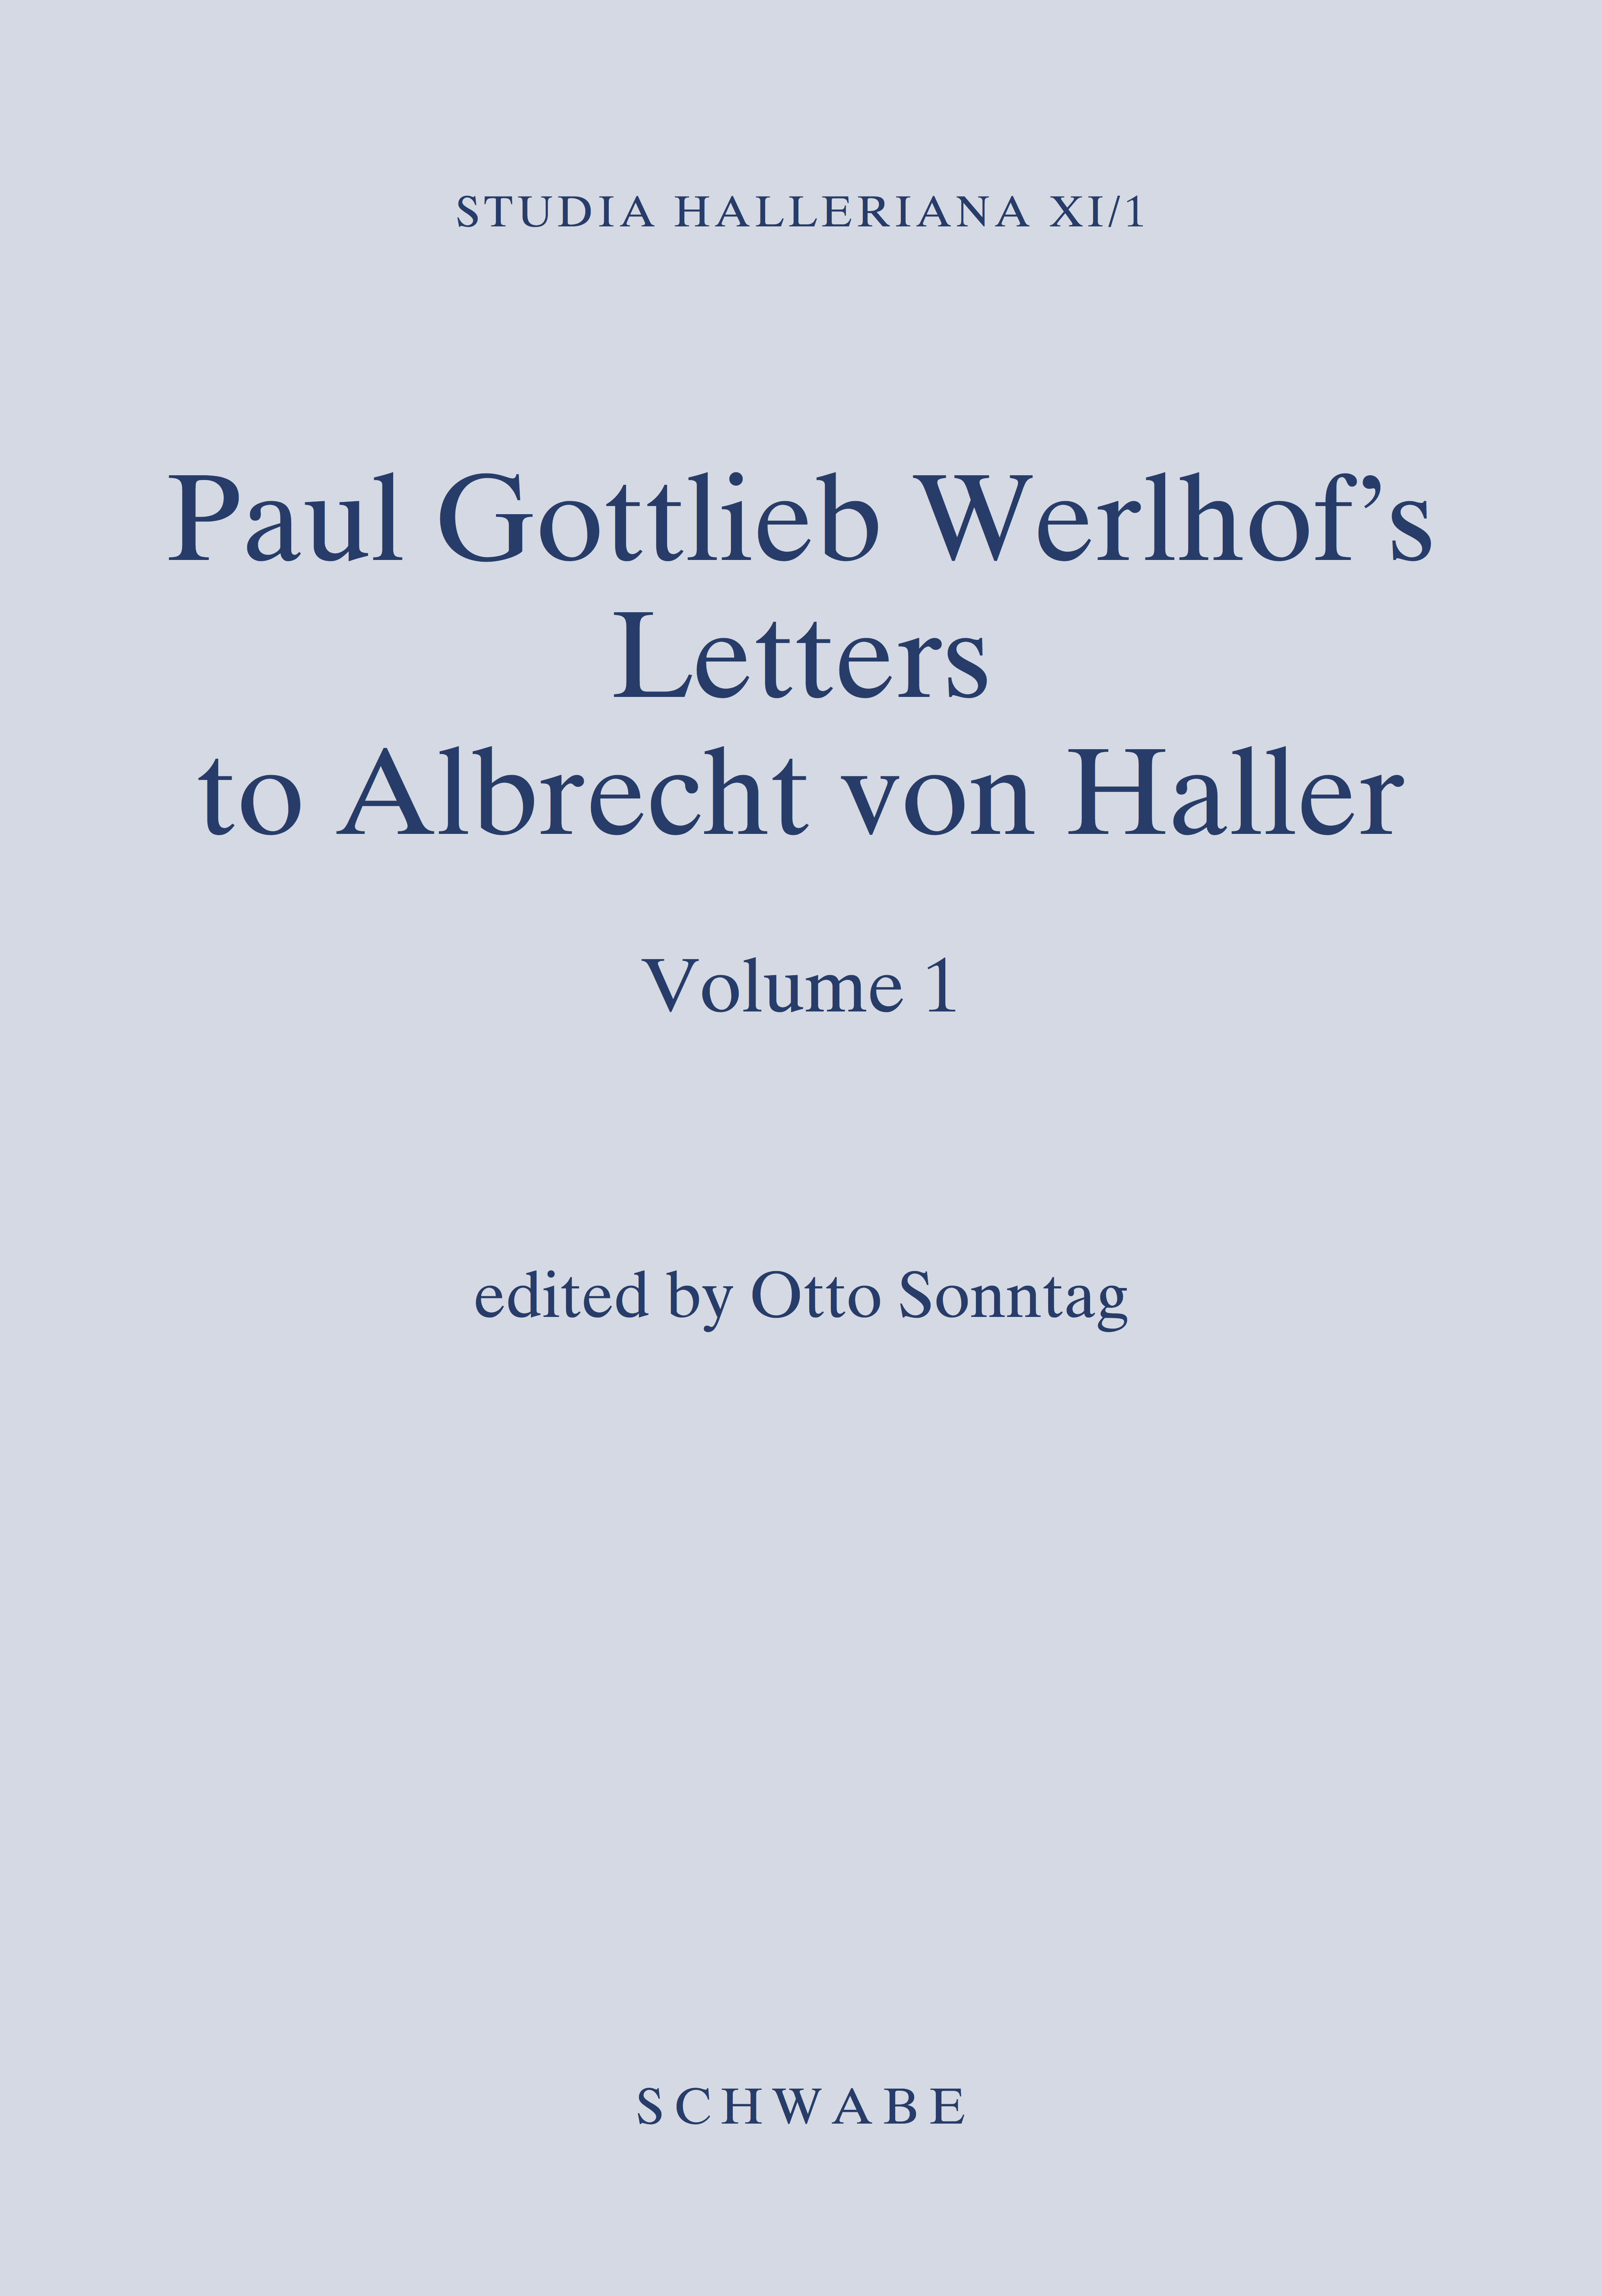 STUDIA HALLERIANA XI/1
Paul Gottlieb Werlhof’s
Letters
to Albrecht von Haller
Volume 1
edited by Otto Sonntag
SCHWABE